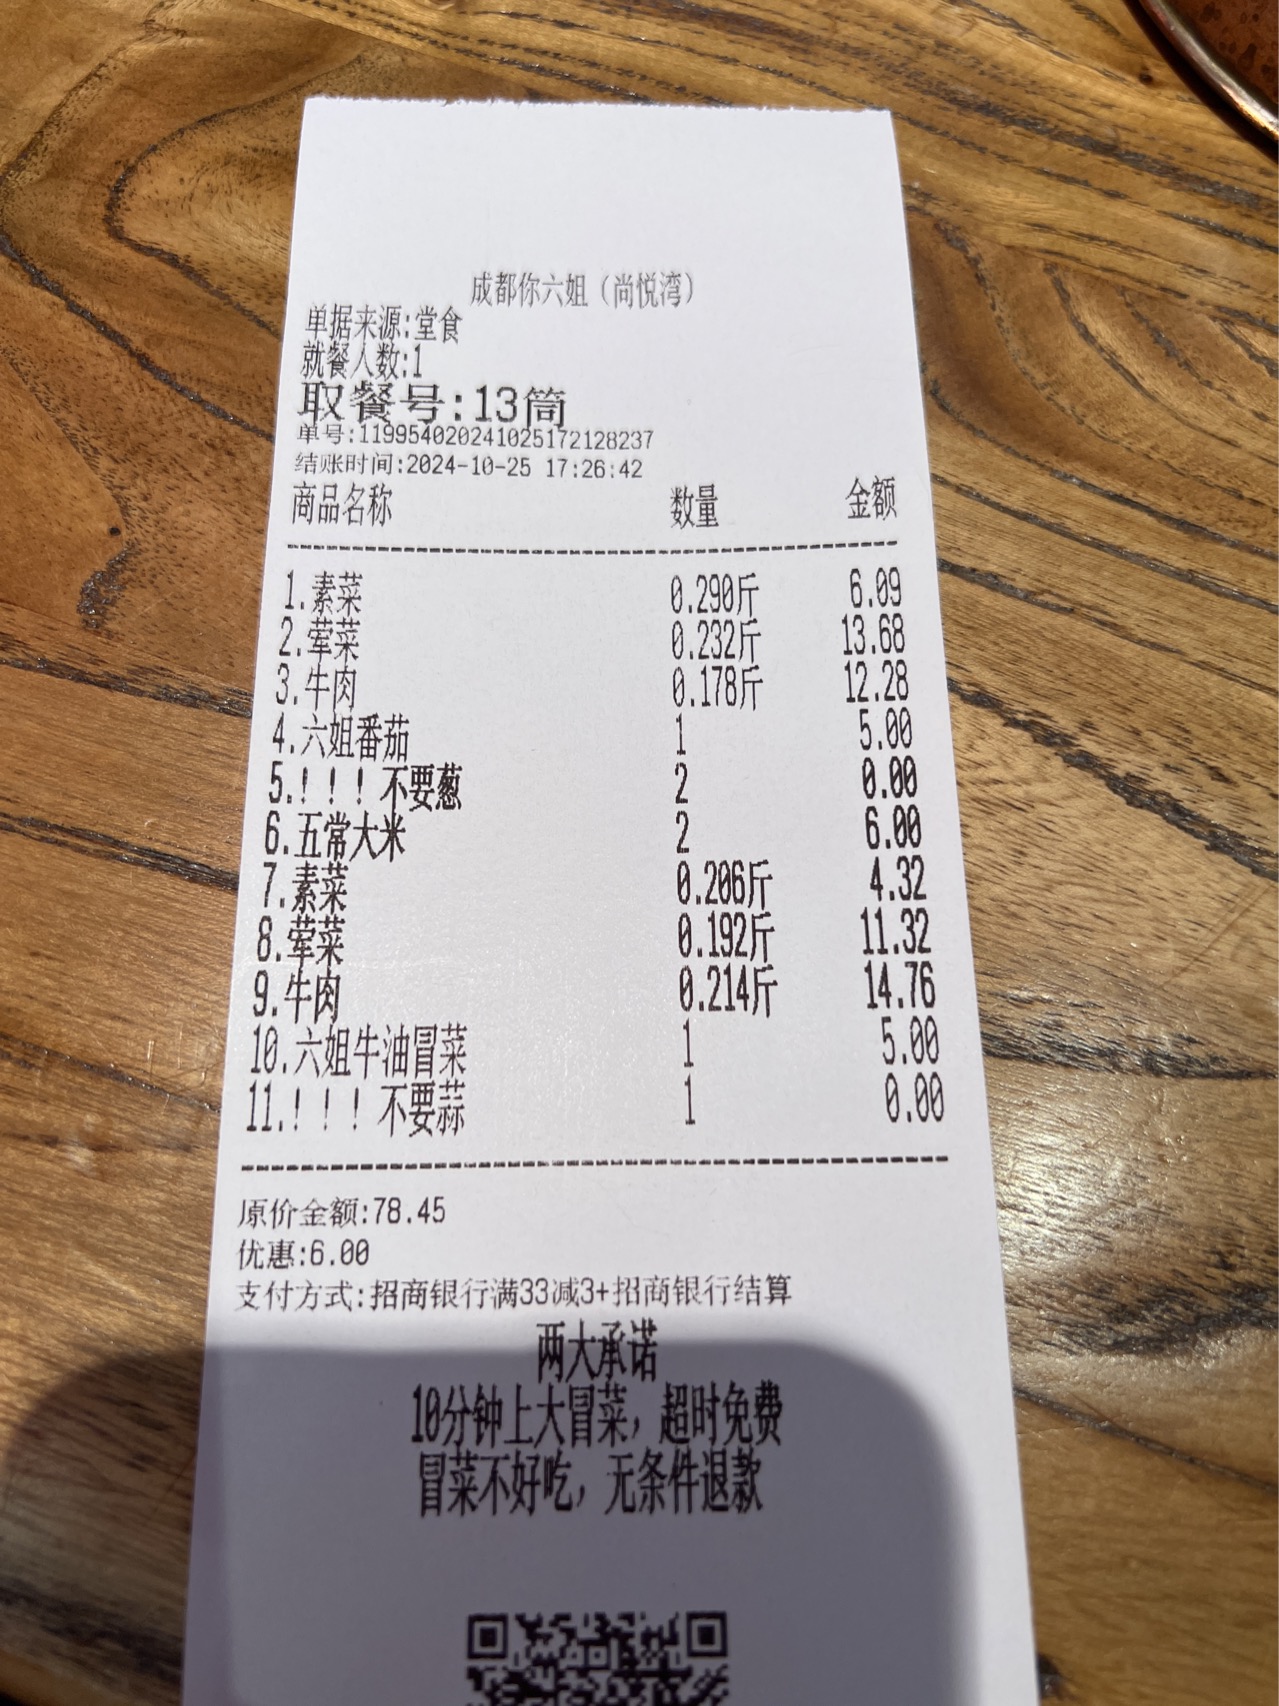 成都你六姐（尚悦湾）
单据来源:堂食
就餐人数:1
取餐号:13筒
单号:119954020241025172128237
结账时间:2024-10-25 17:26:42
商品名称 数量 金额
1.素菜 0.290斤 6.09
2.荤菜 0.232斤 13.68
3.牛肉 0.178斤 12.28
4.六姐番茄 1 5.00
5.！！！不要葱 2 0.00
6.五常大米 2 6.00
7.素菜 0.206斤 4.32
8.荤菜 0.192斤 11.32
9.牛肉 0.214斤 14.76
10.六姐牛油冒菜 1 5.00
11.！！！不要蒜 1 0.00
原价金额:78.45
优惠:6.00
支付方式:招商银行满33减3+招商银行结算
两大承诺
10分钟上大冒菜，超时免费
冒菜不好吃，无条件退款